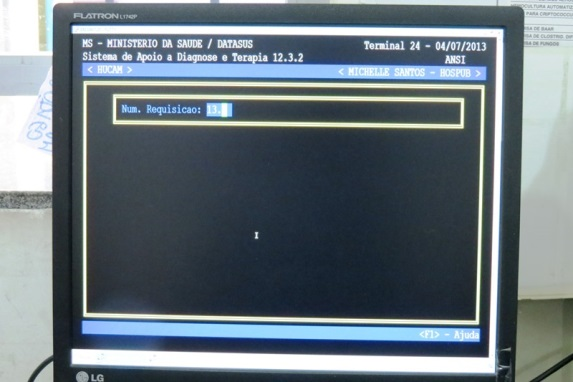 FLATRON L1742P
MS - MINISTERIO DA SAUDE / DATASUS Terminal 24 - 04/07/2013
Sistema de Apoio a Diagnose e Terapia 12.3.2 ANSI
< HUCAM > < MICHELLE SANTOS - HOSPUB >
Num. Requisicao: 13.
<F1> - Ajuda
LG